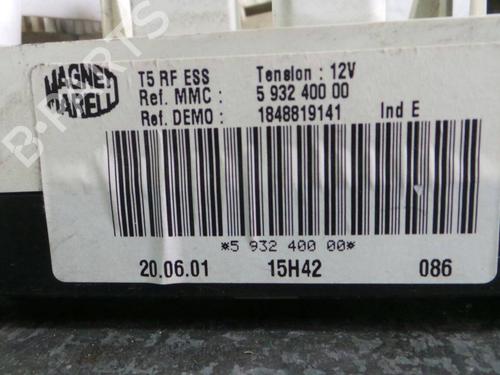 MAGNETI
MARELLI
T5 RF ESS Tension : 12V
Ref. MMC : 5 932 400 00
Ref. DEMO : 1848819141 Ind E
*5 932 400 00*
20.06.01 15H42 086
B-PARTS